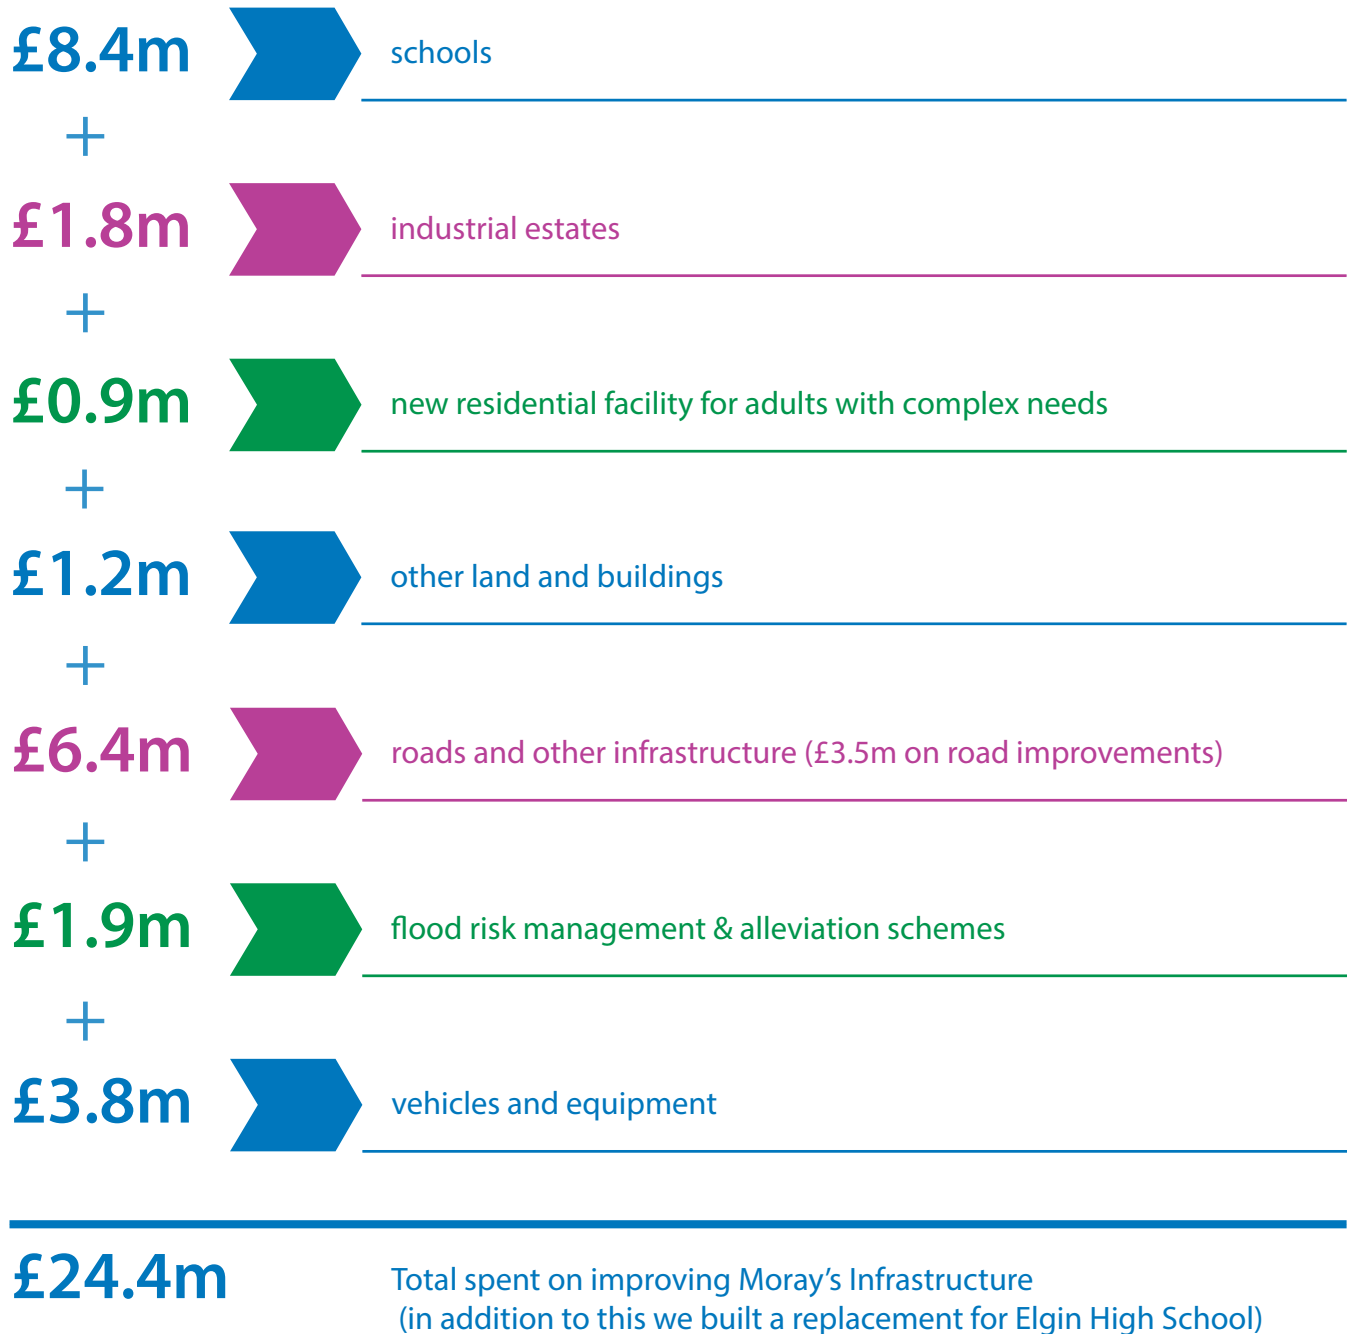 £8.4m schools
+
£1.8m industrial estates
+
£0.9m new residential facility for adults with complex needs
+
£1.2m other land and buildings
+
£6.4m roads and other infrastructure (£3.5m on road improvements)
+
£1.9m flood risk management & alleviation schemes
+
£3.8m vehicles and equipment
£24.4m Total spent on improving Moray’s Infrastructure
(in addition to this we built a replacement for Elgin High School)